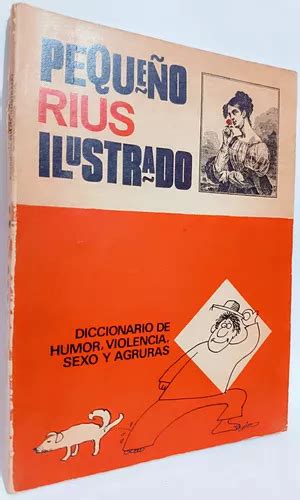 PEQUEÑO
RIUS
ILUSTRADO
DICCIONARIO DE
HUMOR, VIOLENCIA,
SEXO Y AGRURAS